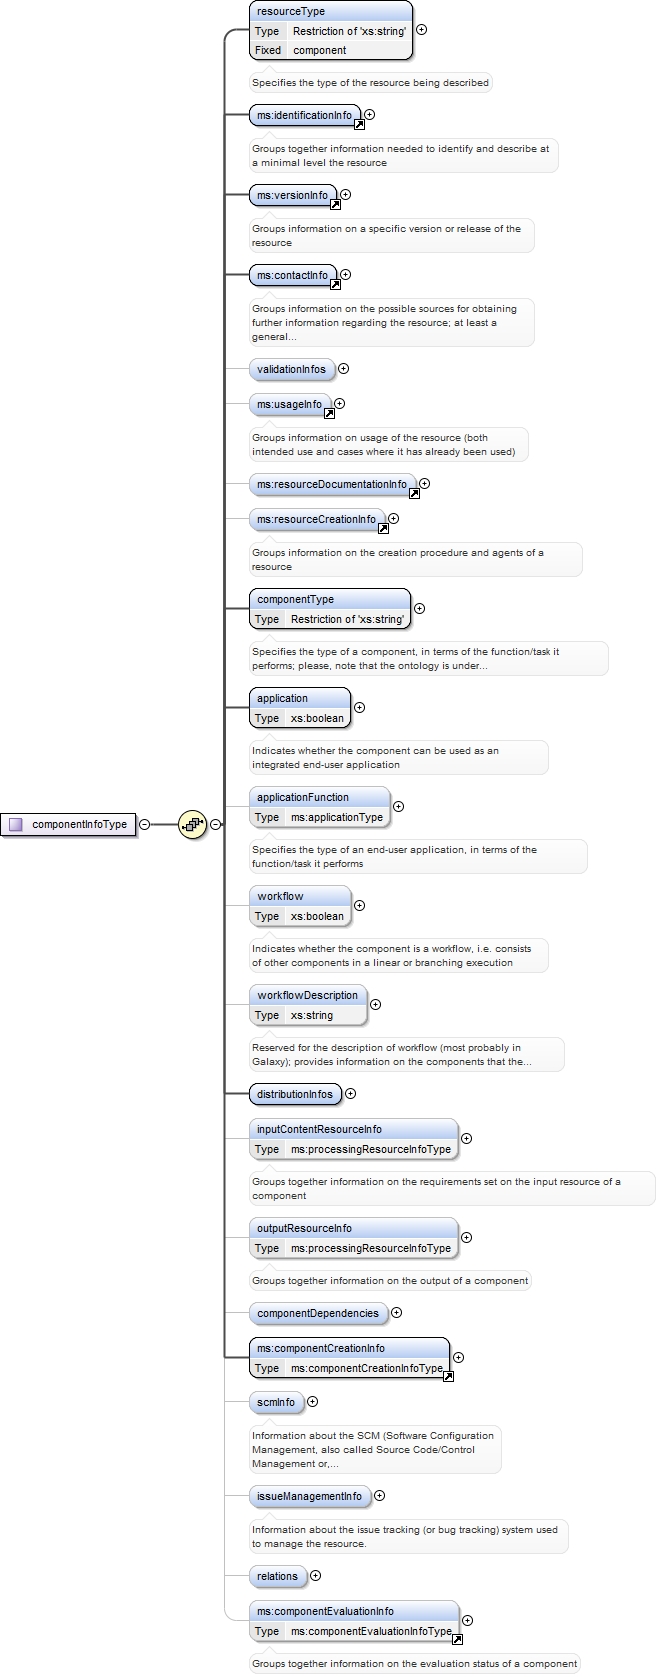 resourceType
Type Restriction of 'xs:string'
Fixed component
Specifies the type of the resource being described
ms:identificationInfo
Groups together information needed to identify and describe at
a minimal level the resource
ms:versionInfo
Groups information on a specific version or release of the
resource
ms:contactInfo
Groups information on the possible sources for obtaining
further information regarding the resource; at least a
general...
validationInfos
ms:usageInfo
Groups information on usage of the resource (both
intended use and cases where it has already been used)
ms:resourceDocumentationInfo
ms:resourceCreationInfo
Groups information on the creation procedure and agents of a
resource
componentType
Type Restriction of 'xs:string'
Specifies the type of a component, in terms of the function/task it
performs; please, note that the ontology is under...
application
Type xs:boolean
Indicates whether the component can be used as an
integrated end-user application
applicationFunction
Type ms:applicationType
componentInfoType
Specifies the type of an end-user application, in terms of the
function/task it performs
workflow
Type xs:boolean
Indicates whether the component is a workflow, i.e. consists
of other components in a linear or branching execution
workflowDescription
Type xs:string
Reserved for the description of workflow (most probably in
Galaxy); provides information on the components that the...
distributionInfos
inputContentResourceInfo
Type ms:processingResourceInfoType
Groups together information on the requirements set on the input resource of a
component
outputResourceInfo
Type ms:processingResourceInfoType
Groups together information on the output of a component
componentDependencies
ms:componentCreationInfo
Type ms:componentCreationInfoType
scmInfo
Information about the SCM (Software Configuration
Management, also called Source Code/Control
Management or,...
issueManagementInfo
Information about the issue tracking (or bug tracking) system used
to manage the resource.
relations
ms:componentEvaluationInfo
Type ms:componentEvaluationInfoType
Groups together information on the evaluation status of a component